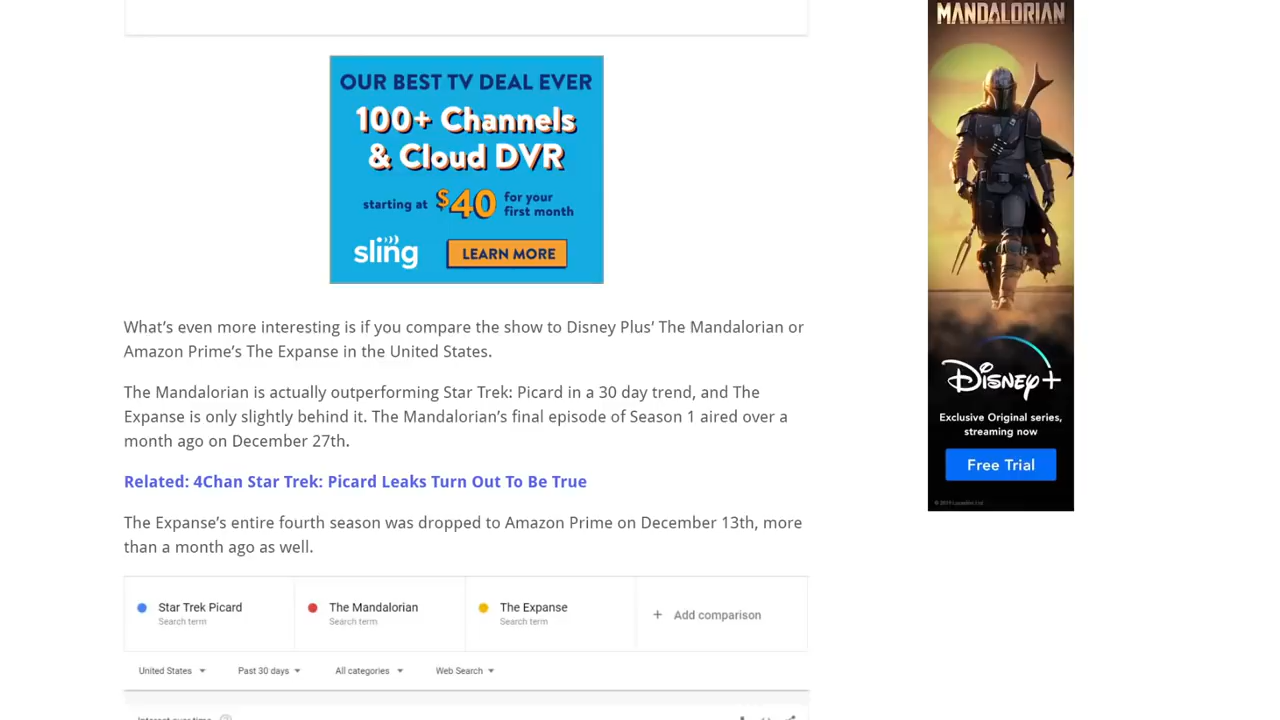 MANDALORIAN
OUR BEST TV DEAL EVER
100+ Channels
& Cloud DVR
starting at $40 for your
first month
sling LEARN MORE
What's even more interesting is if you compare the show to Disney Plus' The Mandalorian or
Amazon Prime's The Expanse in the United States.
The Mandalorian is actually outperforming Star Trek: Picard in a 30 day trend, and The
Expanse is only slightly behind it. The Mandalorian's final episode of Season 1 aired over a
month ago on December 27th.
Related: 4Chan Star Trek: Picard Leaks Turn Out To Be True
The Expanse's entire fourth season was dropped to Amazon Prime on December 13th, more
than a month ago as well.
Star Trek Picard
Search term
The Mandalorian
Search term
The Expanse
Search term
+ Add comparison
United States
Past 30 days
All categories
Web Search
Interest over time
Disney+
Exclusive Original series,
streaming now
Free Trial